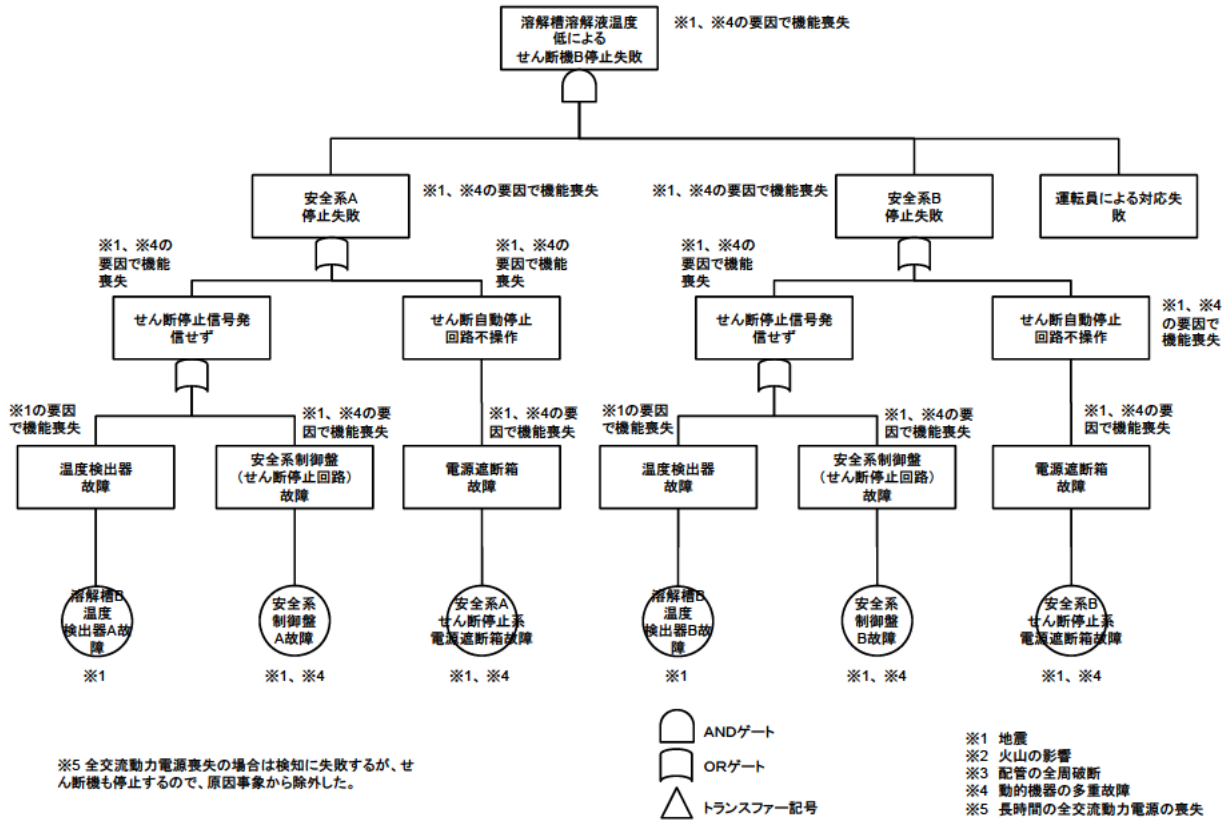 溶解槽溶解液温度
低による
せん断機B停止失敗
※1、※4の要因で機能喪失
安全系A
停止失敗
※1、※4の要因で機能喪失
※1、※4の要因で機能喪失
安全系B
停止失敗
運転員による対応失
敗
※1、※4の
要因で機能
喪失
※1、※4の
要因で機能
喪失
※1、※4の
要因で機能
喪失
せん断停止信号発
信せず
せん断自動停止
回路不操作
せん断停止信号発
信せず
せん断自動停止
回路不操作
※1、※4
の要因で
機能喪失
※1の要因
で機能喪失
※1、※4の要
因で機能喪失
※1、※4の要
因で機能喪失
※1の要因
で機能喪失
※1、※4の要
因で機能喪失
※1、※4の要
因で機能喪失
温度検出器
故障
安全系制御盤
(せん断停止回路)
故障
電源遮断箱
故障
温度検出器
故障
安全系制御盤
(せん断停止回路)
故障
電源遮断箱
故障
溶解槽B
温度
検出器A故
障
安全系
制御盤
A故障
安全系A
せん断停止系
電源遮断箱故障
溶解槽B
温度
検出器B故
障
安全系
制御盤
B故障
安全系B
せん断停止系
電源遮断箱故障
※1
※1、※4
※1、※4
※1
※1、※4
※1、※4
※5 全交流動力電源喪失の場合は検知に失敗するが、せ
ん断機も停止するので、原因事象から除外した。
ANDゲート
ORゲート
トランスファー記号
※1 地震
※2 火山の影響
※3 配管の全周破断
※4 動的機器の多重故障
※5 長時間の全交流動力電源の喪失